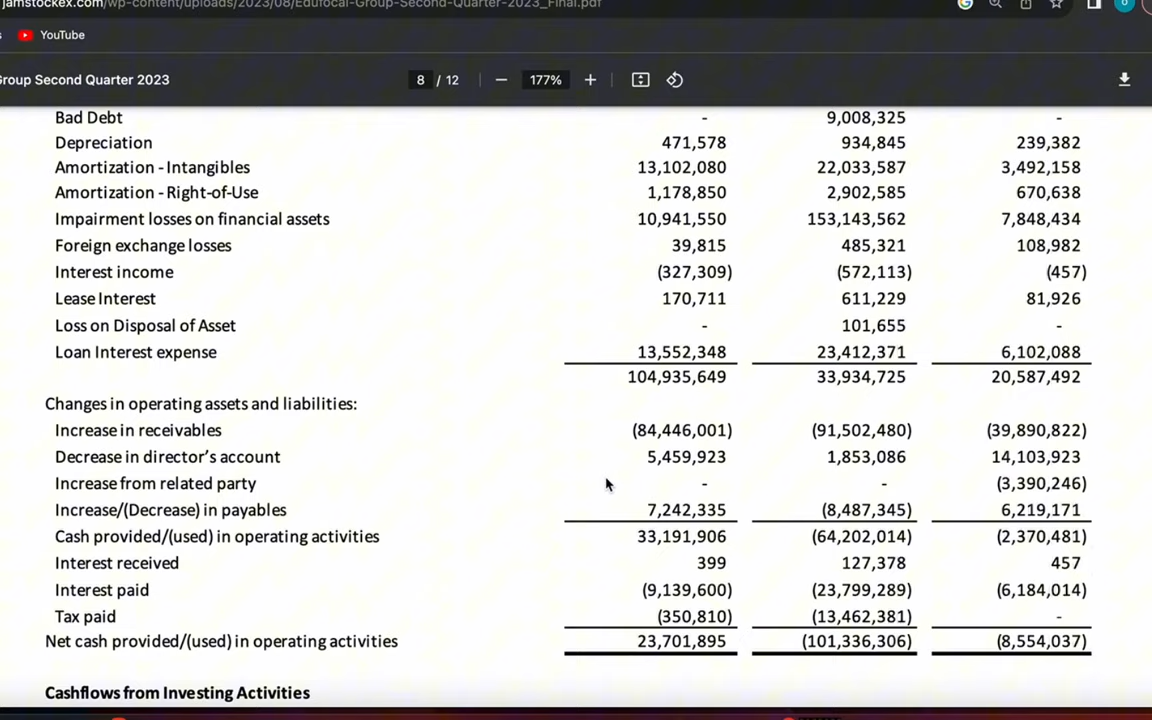 jamstockex.com/wp-content/uploads/2023/08/Edufocal-Group-Second-Quarter-2023_Final.pdf
s YouTube
Group Second Quarter 2023 8 / 12 177%
Bad Debt - 9,008,325 -
Depreciation 471,578 934,845 239,382
Amortization - Intangibles 13,102,080 22,033,587 3,492,158
Amortization - Right-of-Use 1,178,850 2,902,585 670,638
Impairment losses on financial assets 10,941,550 153,143,562 7,848,434
Foreign exchange losses 39,815 485,321 108,982
Interest income (327,309) (572,113) (457)
Lease Interest 170,711 611,229 81,926
Loss on Disposal of Asset - 101,655 -
Loan Interest expense 13,552,348 23,412,371 6,102,088
104,935,649 33,934,725 20,587,492
Changes in operating assets and liabilities:
Increase in receivables (84,446,001) (91,502,480) (39,890,822)
Decrease in director's account 5,459,923 1,853,086 14,103,923
Increase from related party - - (3,390,246)
Increase/(Decrease) in payables 7,242,335 (8,487,345) 6,219,171
Cash provided/(used) in operating activities 33,191,906 (64,202,014) (2,370,481)
Interest received 399 127,378 457
Interest paid (9,139,600) (23,799,289) (6,184,014)
Tax paid (350,810) (13,462,381) -
Net cash provided/(used) in operating activities 23,701,895 (101,336,306) (8,554,037)
Cashflows from Investing Activities